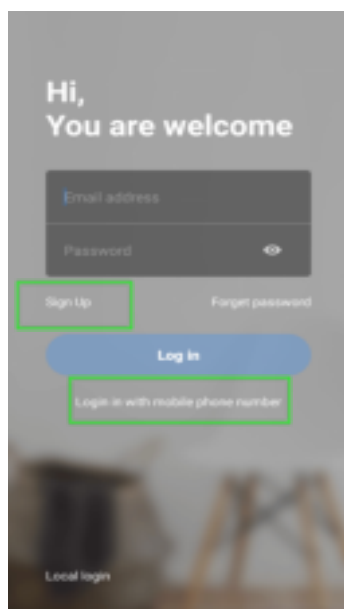 Hi,
You are welcome
Email address
Password
Sign Up Forget password
Log in
Login in with mobile phone number
Local login